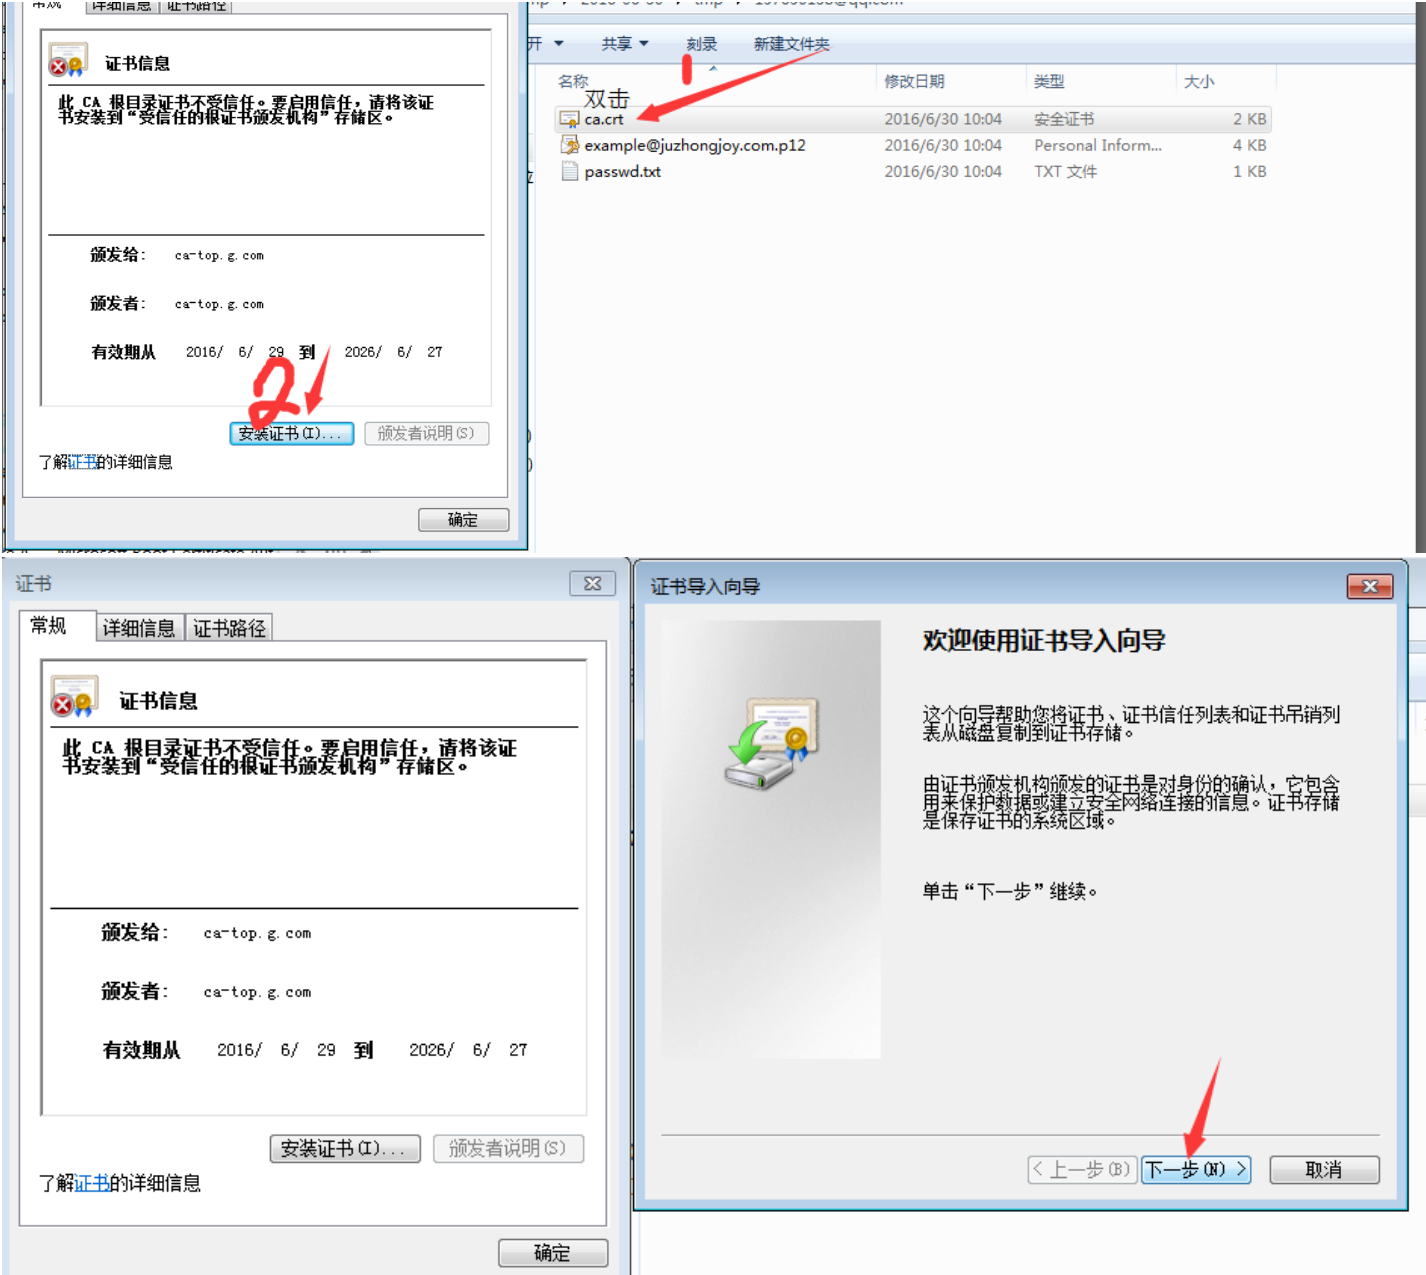 常规
详细信息
证书路径
证书信息
此 CA 根目录证书不受信任。要启用信任，请将该证
书安装到“受信任的根证书颁发机构”存储区。
颁发给： ca-top.g.com
颁发者： ca-top.g.com
有效期从 2016/ 6/ 29 到 2026/ 6/ 27
2
安装证书(I)...
颁发者说明(S)
了解证书的详细信息
确定
开
共享
刻录
新建文件夹
1
名称
修改日期
类型
大小
双击
ca.crt 2016/6/30 10:04 安全证书 2 KB
example@juzhongjoy.com.p12 2016/6/30 10:04 Personal Inform... 4 KB
passwd.txt 2016/6/30 10:04 TXT 文件 1 KB
证书
常规
详细信息
证书路径
证书信息
此 CA 根目录证书不受信任。要启用信任，请将该证
书安装到“受信任的根证书颁发机构”存储区。
颁发给： ca-top.g.com
颁发者： ca-top.g.com
有效期从 2016/ 6/ 29 到 2026/ 6/ 27
安装证书(I)...
颁发者说明(S)
了解证书的详细信息
确定
证书导入向导
欢迎使用证书导入向导
这个向导帮助您将证书、证书信任列表和证书吊销列
表从磁盘复制到证书存储。
由证书颁发机构颁发的证书是对身份的确认，它包含
用来保护数据或建立安全网络连接的信息。证书存储
是保存证书的系统区域。
单击“下一步”继续。
< 上一步(B)
下一步(N) >
取消